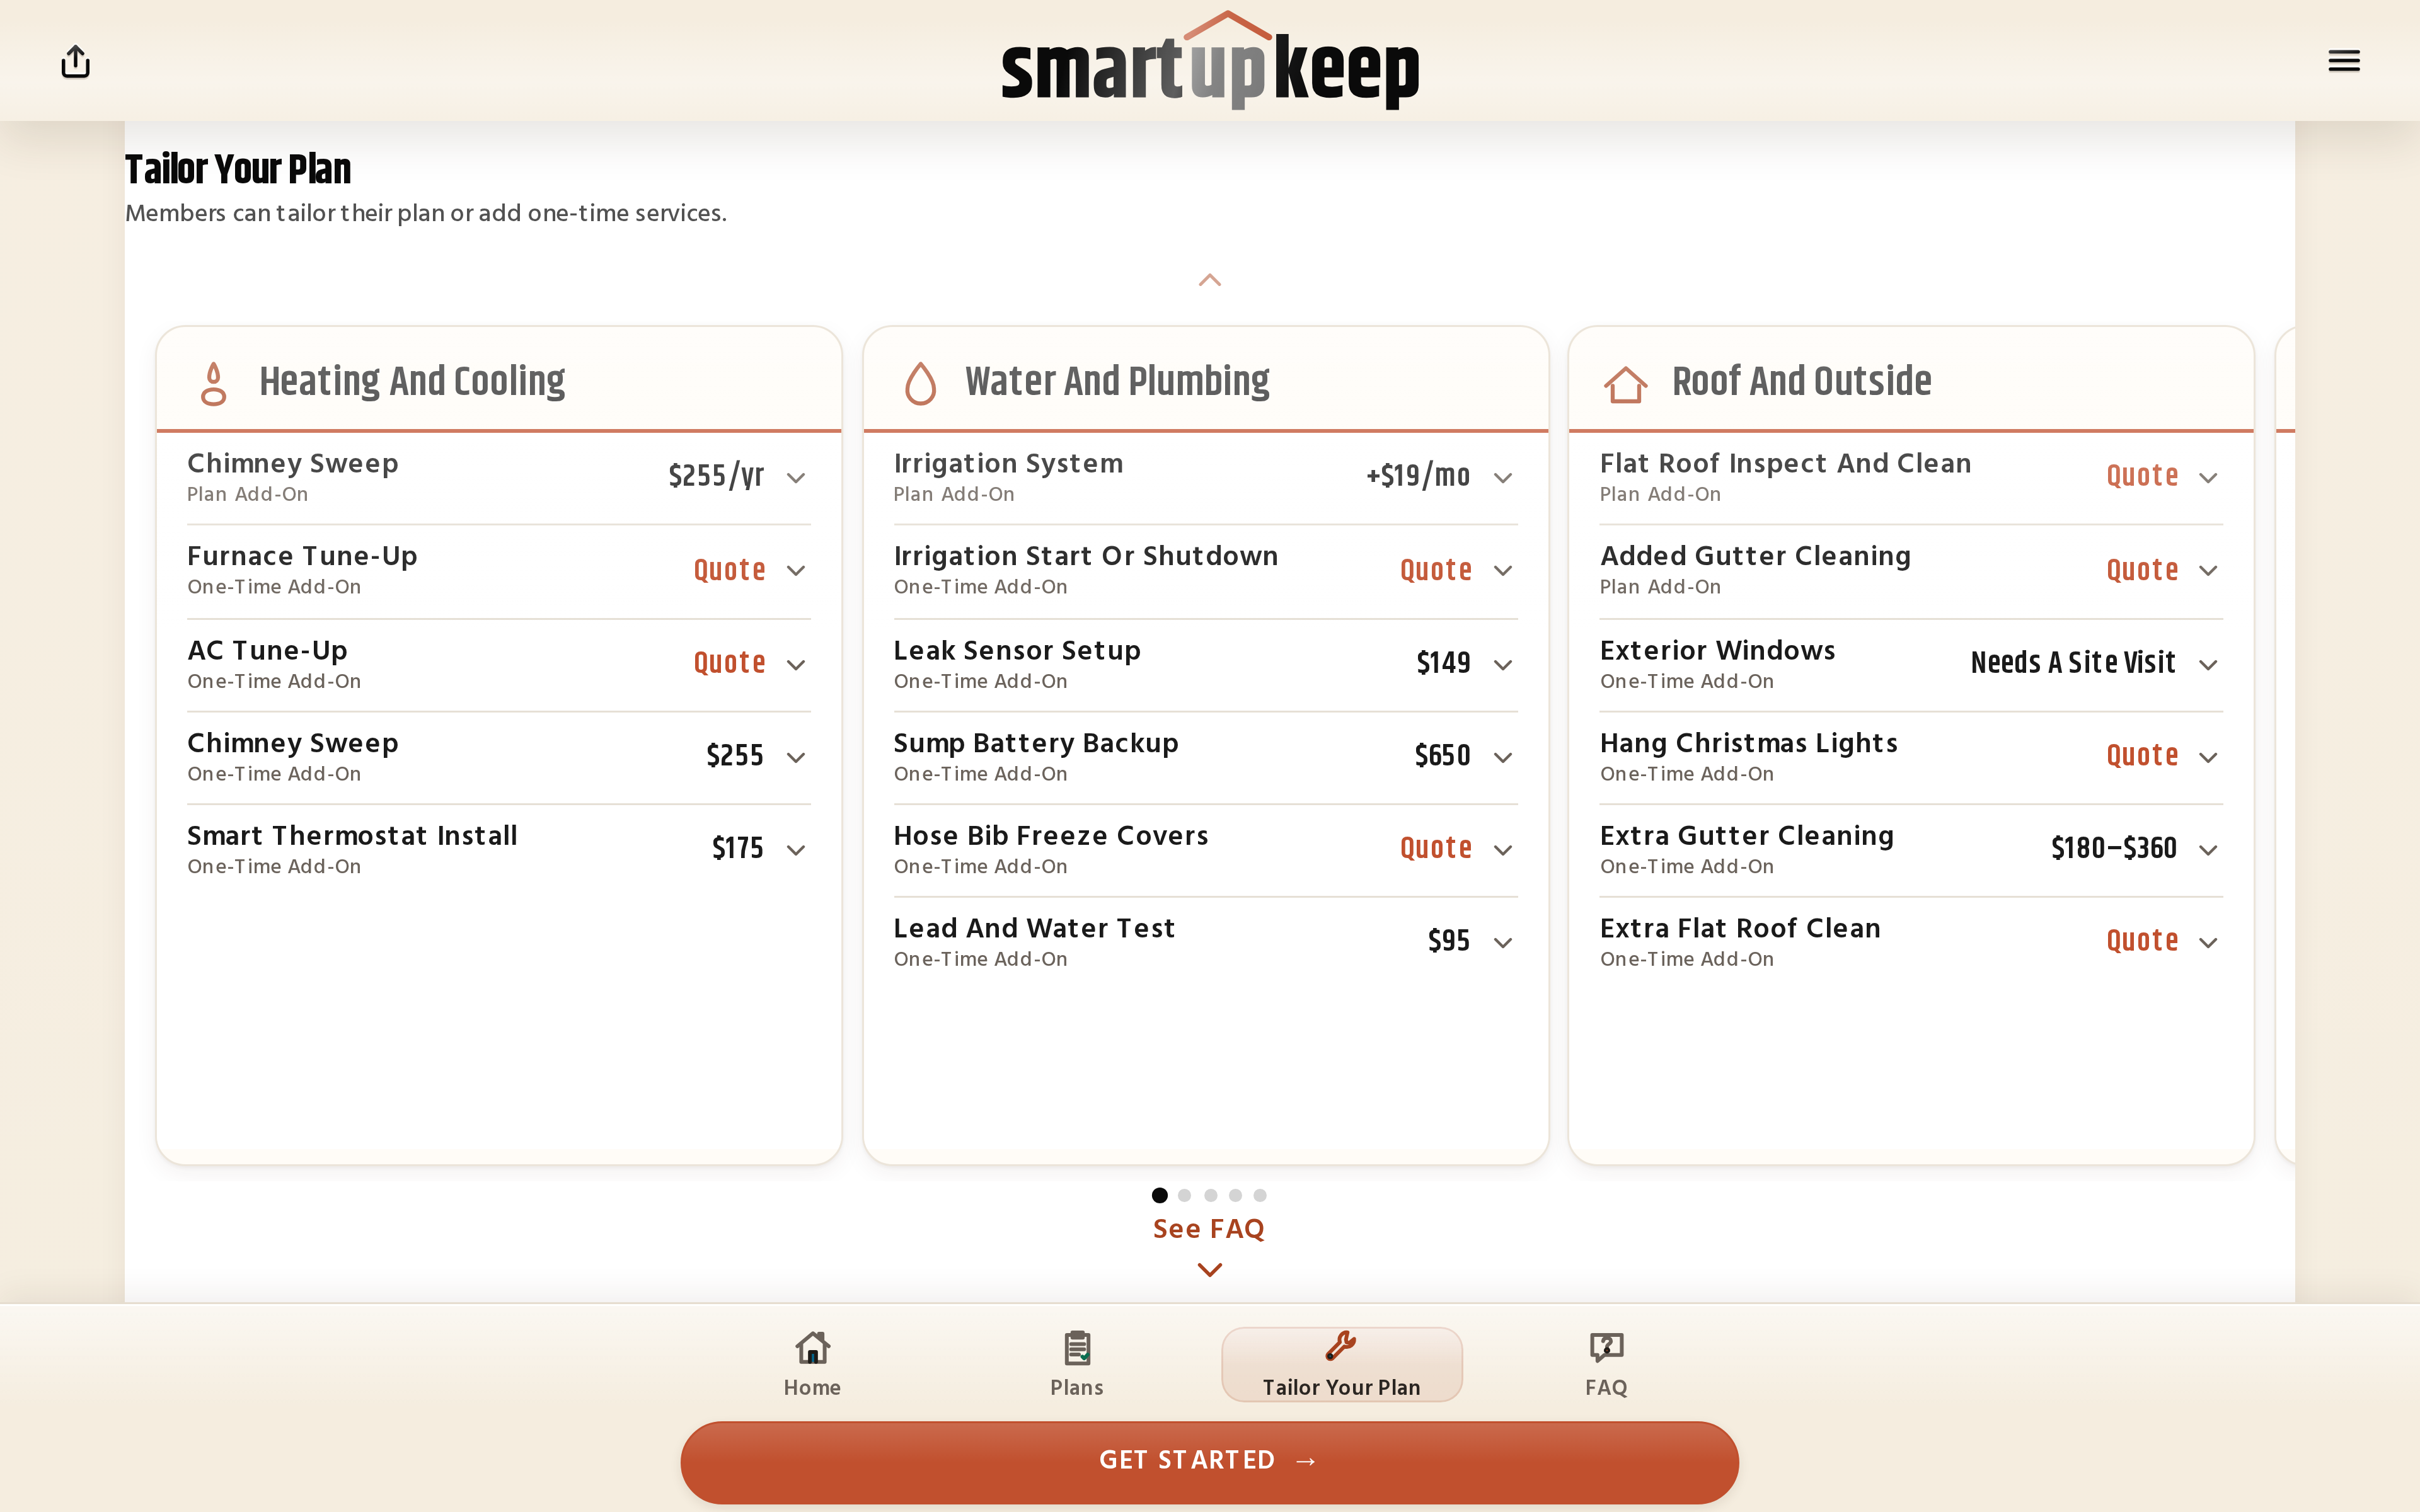 smartupkeep
Tailor Your Plan
Members can tailor their plan or add one-time services.
Heating And Cooling
Chimney Sweep
Plan Add-On
$255/yr
Furnace Tune-Up
One-Time Add-On
Quote
AC Tune-Up
One-Time Add-On
Quote
Chimney Sweep
One-Time Add-On
$255
Smart Thermostat Install
One-Time Add-On
$175
Water And Plumbing
Irrigation System
Plan Add-On
+$19/mo
Irrigation Start Or Shutdown
One-Time Add-On
Quote
Leak Sensor Setup
One-Time Add-On
$149
Sump Battery Backup
One-Time Add-On
$650
Hose Bib Freeze Covers
One-Time Add-On
Quote
Lead And Water Test
One-Time Add-On
$95
Roof And Outside
Flat Roof Inspect And Clean
Plan Add-On
Quote
Added Gutter Cleaning
Plan Add-On
Quote
Exterior Windows
One-Time Add-On
Needs A Site Visit
Hang Christmas Lights
One-Time Add-On
Quote
Extra Gutter Cleaning
One-Time Add-On
$180–$360
Extra Flat Roof Clean
One-Time Add-On
Quote
See FAQ
Home
Plans
Tailor Your Plan
FAQ
GET STARTED →